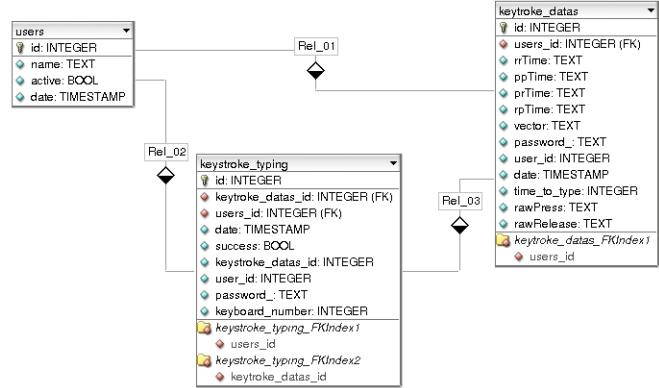 users
id: INTEGER
name: TEXT
active: BOOL
date: TIMESTAMP
Rel_01
keytroke_datas
id: INTEGER
users_id: INTEGER (FK)
rrTime: TEXT
ppTime: TEXT
prTime: TEXT
rpTime: TEXT
vector: TEXT
password_: TEXT
user_id: INTEGER
date: TIMESTAMP
time_to_type: INTEGER
rawPress: TEXT
rawRelease: TEXT
keytroke_datas_FKIndex1
users_id
Rel_02
keystroke_typing
id: INTEGER
keytroke_datas_id: INTEGER (FK)
users_id: INTEGER (FK)
date: TIMESTAMP
success: BOOL
keystroke_datas_id: INTEGER
user_id: INTEGER
password_: TEXT
keyboard_number: INTEGER
keystroke_typing_FKIndex1
users_id
keystroke_typing_FKIndex2
keytroke_datas_id
Rel_03